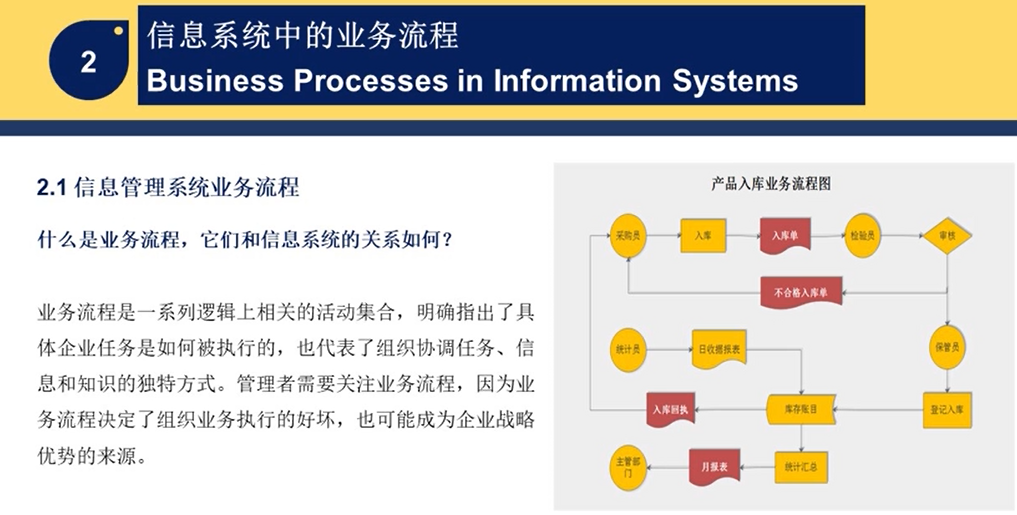 2
信息系统中的业务流程
Business Processes in Information Systems
2.1 信息管理系统业务流程
什么是业务流程，它们和信息系统的关系如何？
业务流程是一系列逻辑上相关的活动集合，明确指出了具
体企业任务是如何被执行的，也代表了组织协调任务、信
息和知识的独特方式。管理者需要关注业务流程，因为业
务流程决定了组织业务执行的好坏，也可能成为企业战略
优势的来源。
产品入库业务流程图
采购员
入库
入库单
检验员
审核
不合格入库单
统计员
日收据报表
保管员
入库回执
库存账目
登记入库
主管部
门
月报表
统计汇总